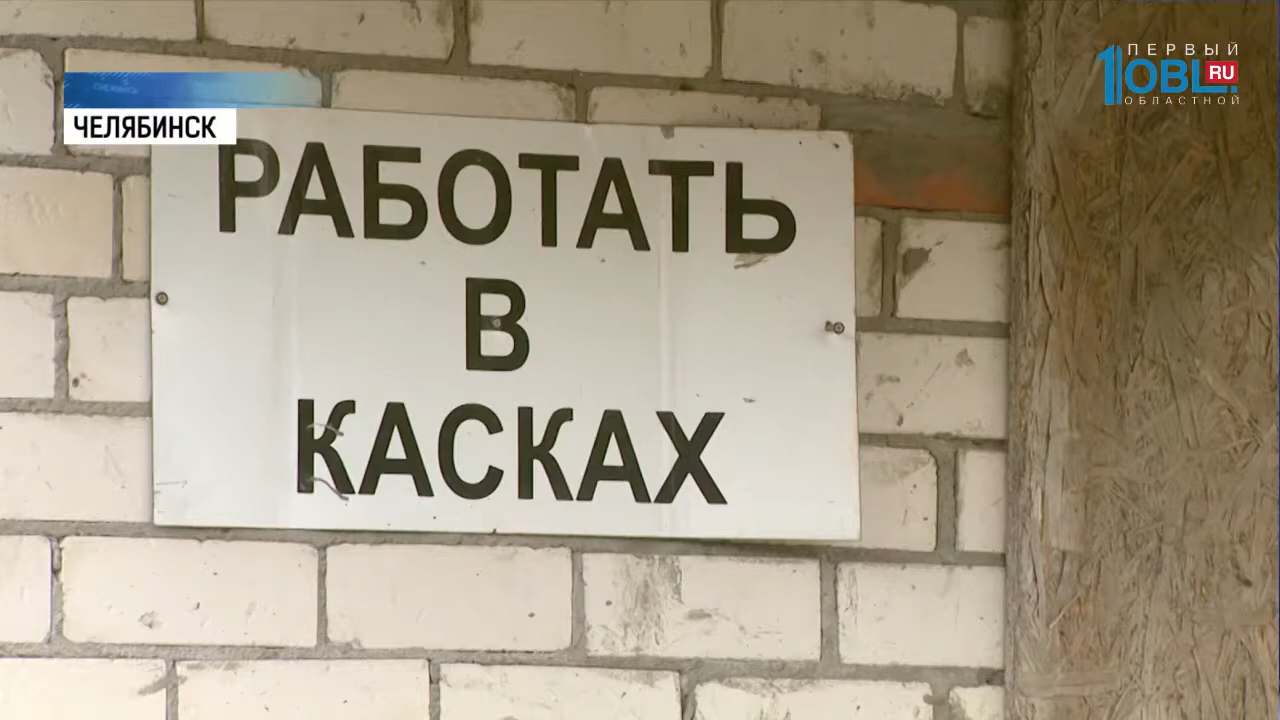 ПЕРВЫЙ
1OBL.RU
ОБЛАСТНОЙ
ЧЕЛЯБИНСК
РАБОТАТЬ
В
КАСКАХ